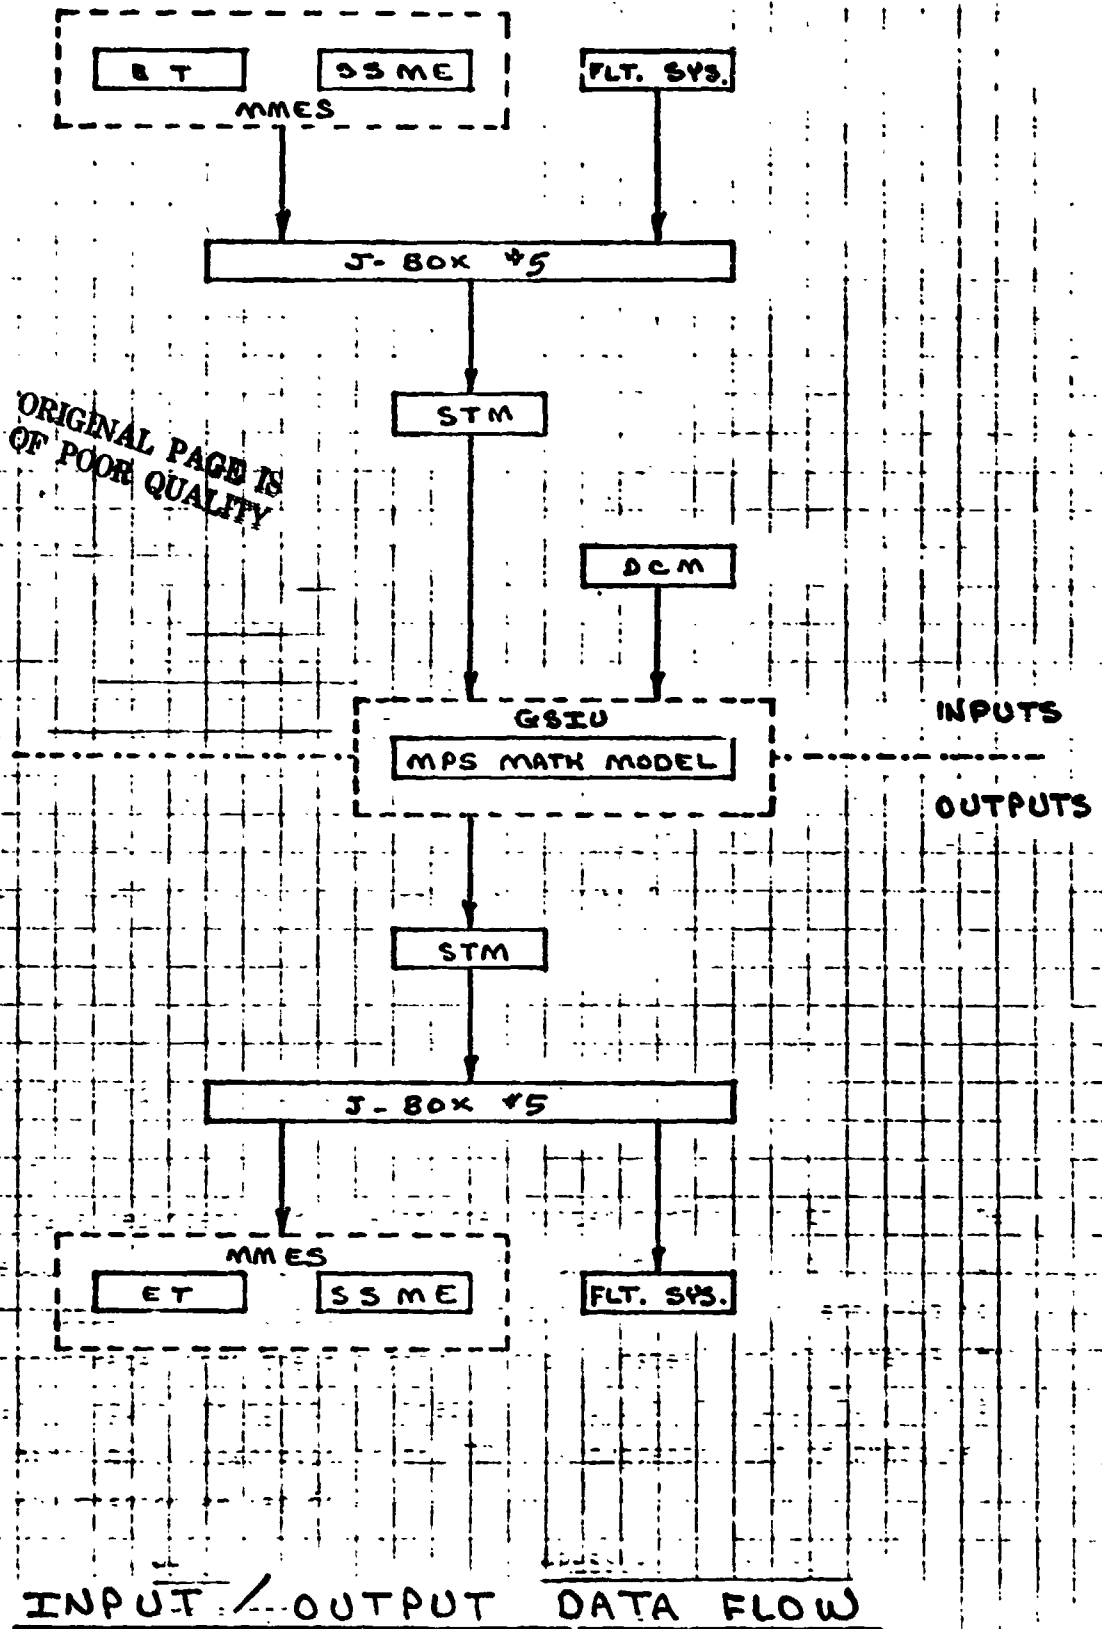 ET SSME FLT. SYS.
MMES
J-BOX #5
STM
ORIGINAL PAGE IS
OF POOR QUALITY
DCM
GSIU
INPUTS
MPS MATH MODEL
OUTPUTS
STM
J-BOX #5
MMES
ET SSME FLT. SYS.
INPUT / OUTPUT DATA FLOW